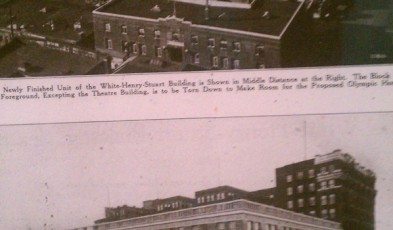 Newly Finished Unit of the White-Henry-Stuart Building is Shown in Middle Distance at the Right. The Block
Foreground, Excepting the Theatre Building, is to be Torn Down to Make Room for the Proposed Olympic